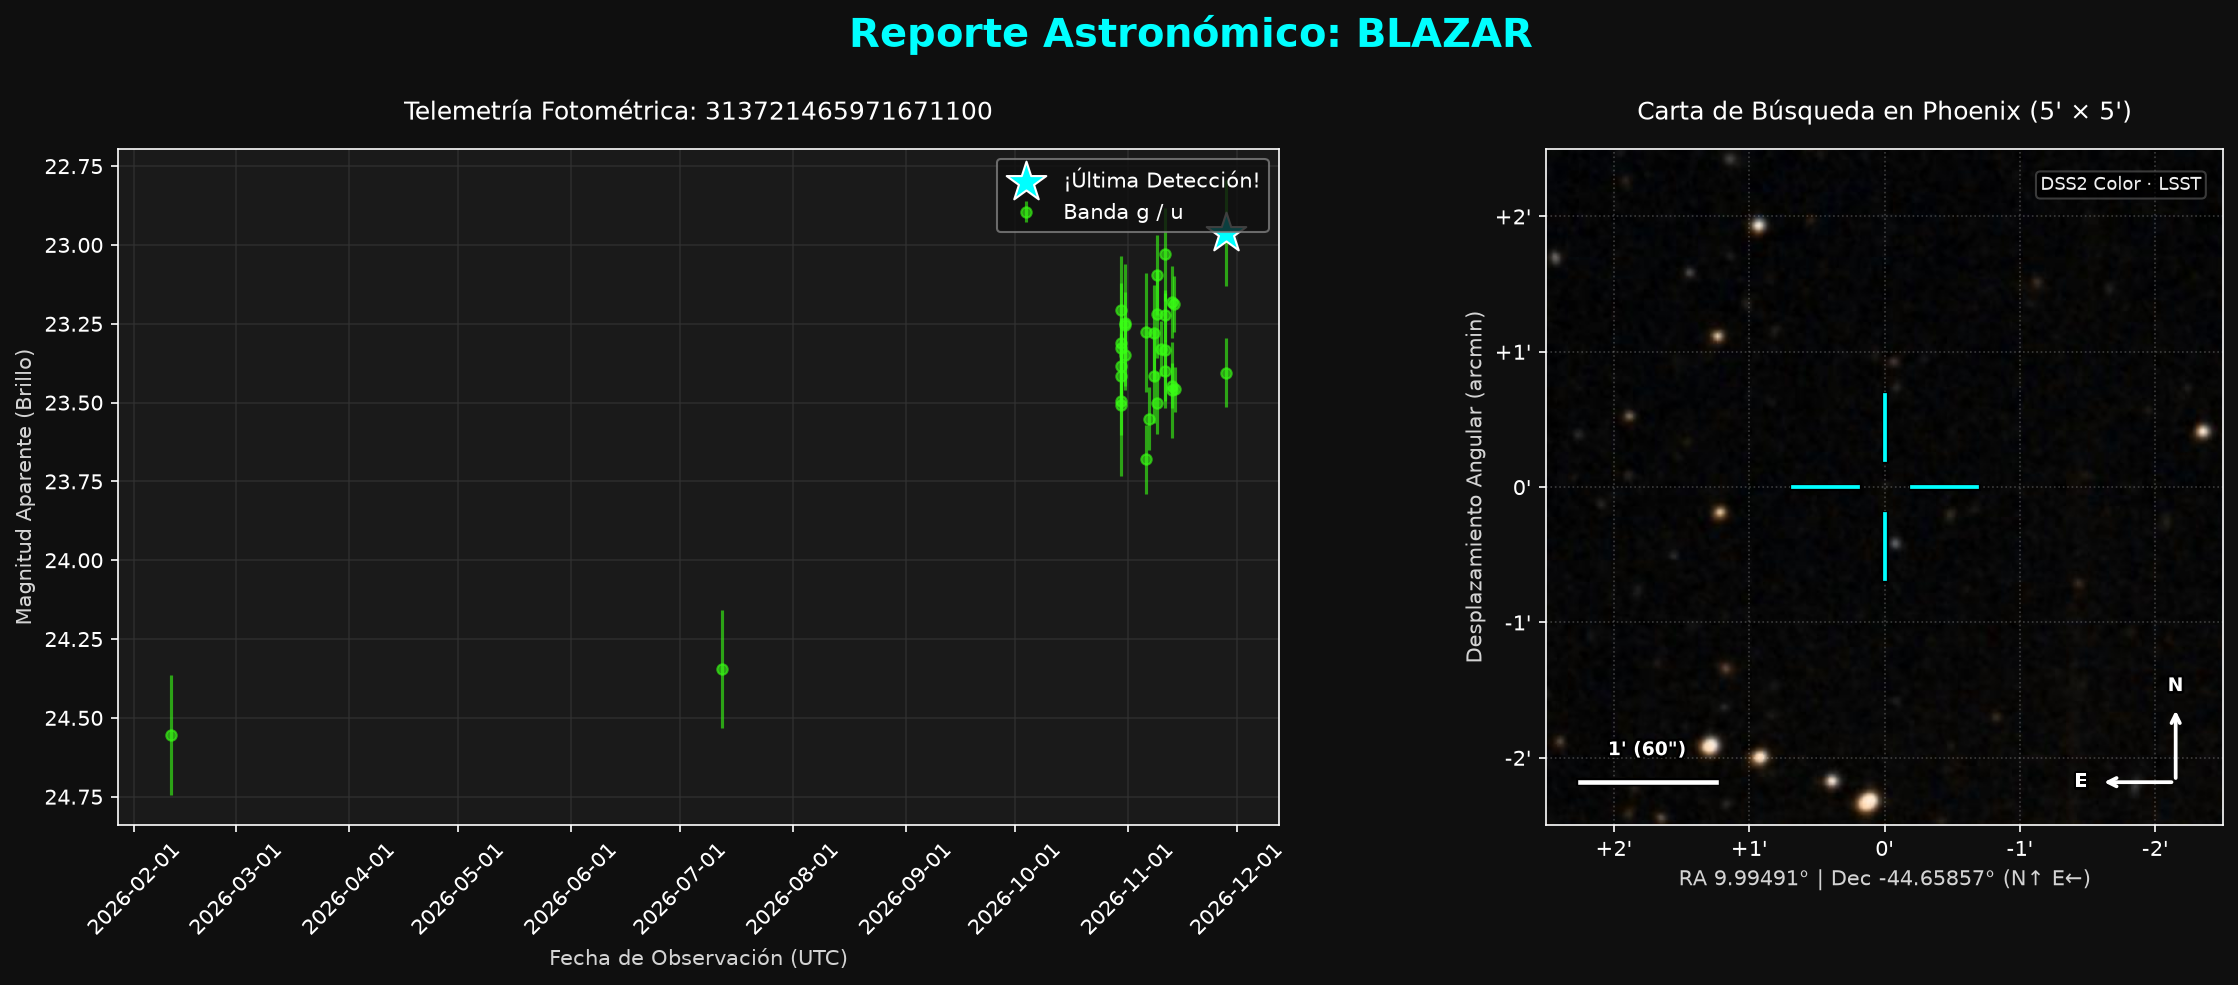 Reporte Astronómico: BLAZAR
Telemetría Fotométrica: 313721465971671100
¡Última Detección!
Banda g / u
Magnitud Aparente (Brillo)
22.75
23.00
23.25
23.50
23.75
24.00
24.25
24.50
24.75
2026-02-01
2026-03-01
2026-04-01
2026-05-01
2026-06-01
2026-07-01
2026-08-01
2026-09-01
2026-10-01
2026-11-01
2026-12-01
Fecha de Observación (UTC)
Carta de Búsqueda en Phoenix (5' × 5')
DSS2 Color · LSST
Desplazamiento Angular (arcmin)
+2'
+1'
0'
-1'
-2'
N
E
1' (60")
+2'
+1'
0'
-1'
-2'
RA 9.99491° | Dec -44.65857° (N↑ E←)